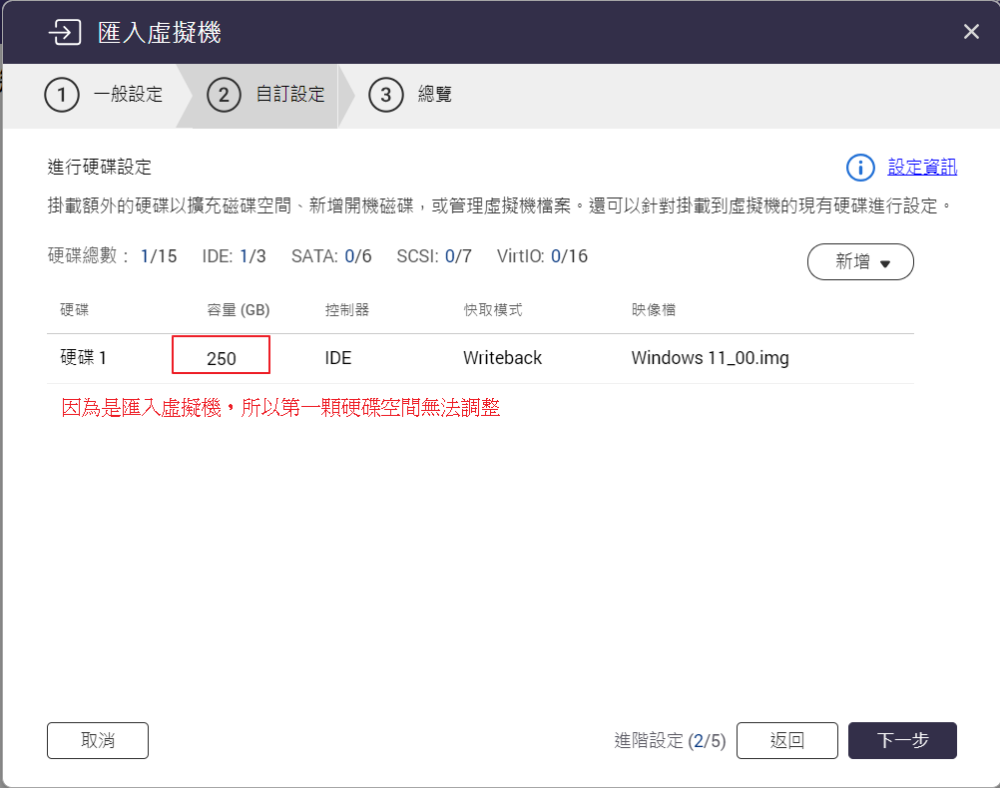 匯入虛擬機
1 一般設定 2 自訂設定 3 總覽
進行硬碟設定 設定資訊
掛載額外的硬碟以擴充磁碟空間、新增開機磁碟，或管理虛擬機檔案。還可以針對掛載到虛擬機的現有硬碟進行設定。
硬碟總數： 1/15 IDE: 1/3 SATA: 0/6 SCSI: 0/7 VirtIO: 0/16 新增
硬碟 容量 (GB) 控制器 快取模式 映像檔
硬碟 1 250 IDE Writeback Windows 11_00.img
因為是匯入虛擬機，所以第一顆硬碟空間無法調整
取消 進階設定 (2/5) 返回 下一步